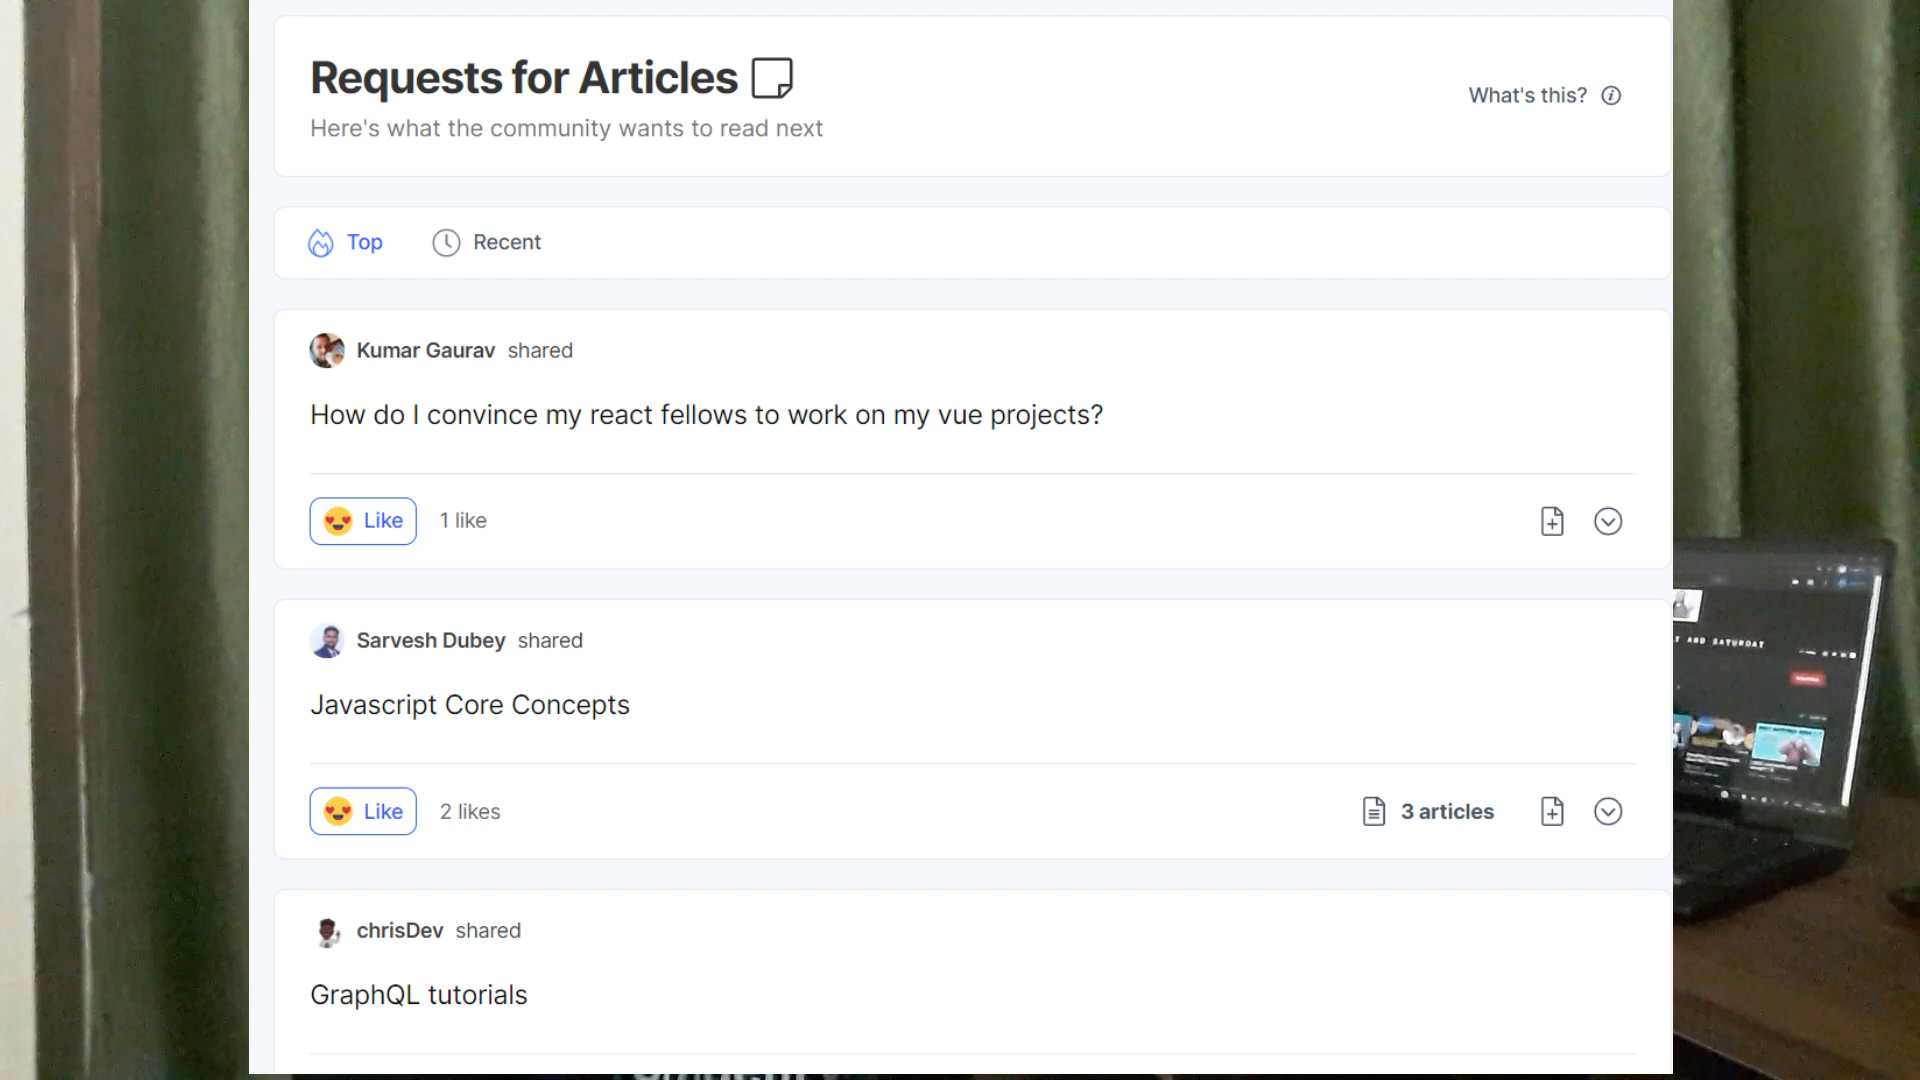 Requests for Articles
What's this?
Here's what the community wants to read next
Top
Recent
Kumar Gaurav shared
How do I convince my react fellows to work on my vue projects?
Like
1 like
Sarvesh Dubey shared
Javascript Core Concepts
Like
2 likes
3 articles
chrisDev shared
GraphQL tutorials
AND SATURDAY